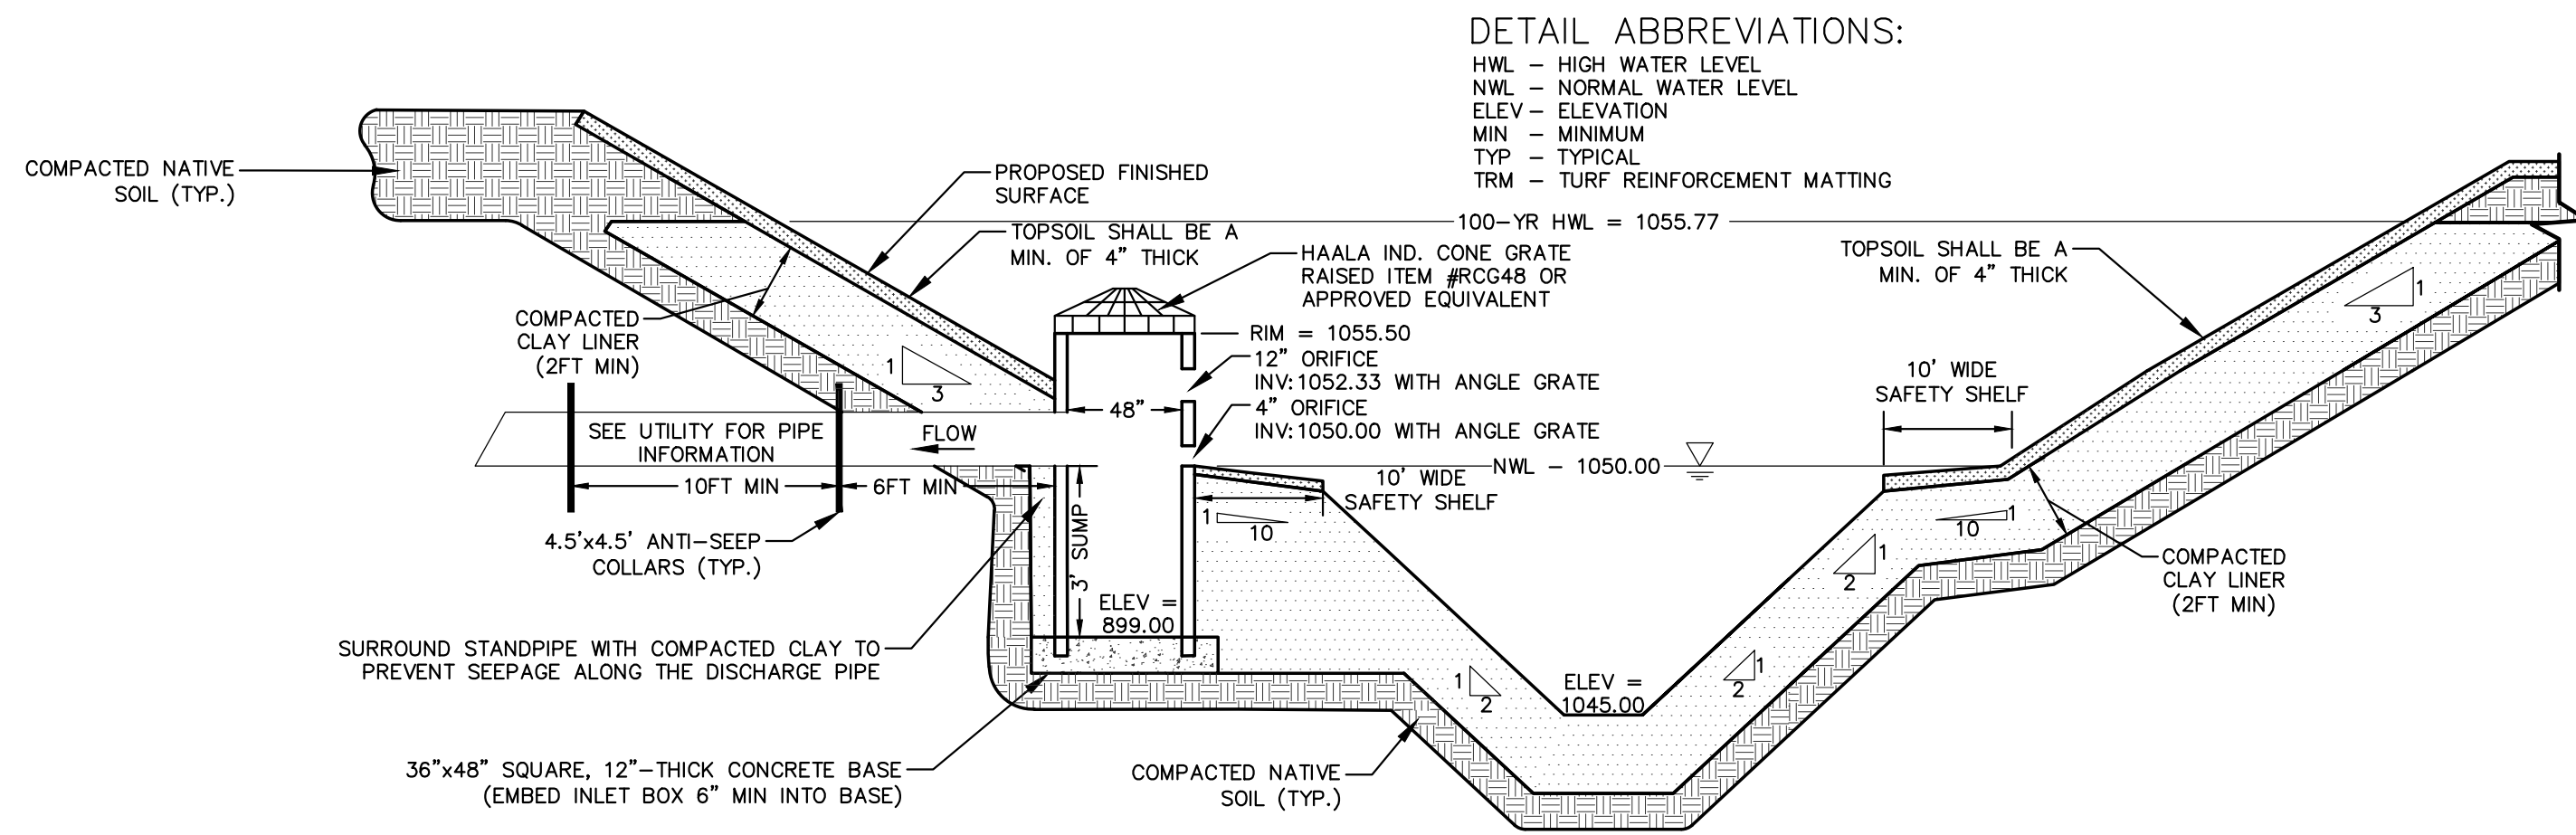 DETAIL ABBREVIATIONS:
HWL – HIGH WATER LEVEL
NWL – NORMAL WATER LEVEL
ELEV – ELEVATION
MIN – MINIMUM
TYP – TYPICAL
TRM – TURF REINFORCEMENT MATTING
COMPACTED NATIVE
SOIL (TYP.)
PROPOSED FINISHED
SURFACE
TOPSOIL SHALL BE A
MIN. OF 4" THICK
100–YR HWL = 1055.77
HAALA IND. CONE GRATE
RAISED ITEM #RCG48 OR
APPROVED EQUIVALENT
TOPSOIL SHALL BE A
MIN. OF 4" THICK
COMPACTED
CLAY LINER
(2FT MIN)
1
3
RIM = 1055.50
12" ORIFICE
INV:1052.33 WITH ANGLE GRATE
4" ORIFICE
INV:1050.00 WITH ANGLE GRATE
48"
1
3
10' WIDE
SAFETY SHELF
SEE UTILITY FOR PIPE
INFORMATION
FLOW
10FT MIN
6FT MIN
NWL – 1050.00
10' WIDE
SAFETY SHELF
1
10
1
10
4.5'x4.5' ANTI–SEEP
COLLARS (TYP.)
3' SUMP
ELEV =
899.00
1
2
COMPACTED
CLAY LINER
(2FT MIN)
SURROUND STANDPIPE WITH COMPACTED CLAY TO
PREVENT SEEPAGE ALONG THE DISCHARGE PIPE
1
2
ELEV =
1045.00
1
2
36"x48" SQUARE, 12"–THICK CONCRETE BASE
(EMBED INLET BOX 6" MIN INTO BASE)
COMPACTED NATIVE
SOIL (TYP.)